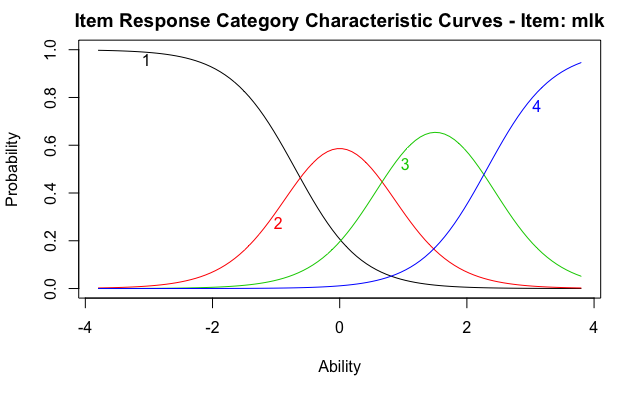 Item Response Category Characteristic Curves - Item: mlk
Probability
1.0
0.8
0.6
0.4
0.2
0.0
1
2
3
4
-4 -2 0 2 4
Ability